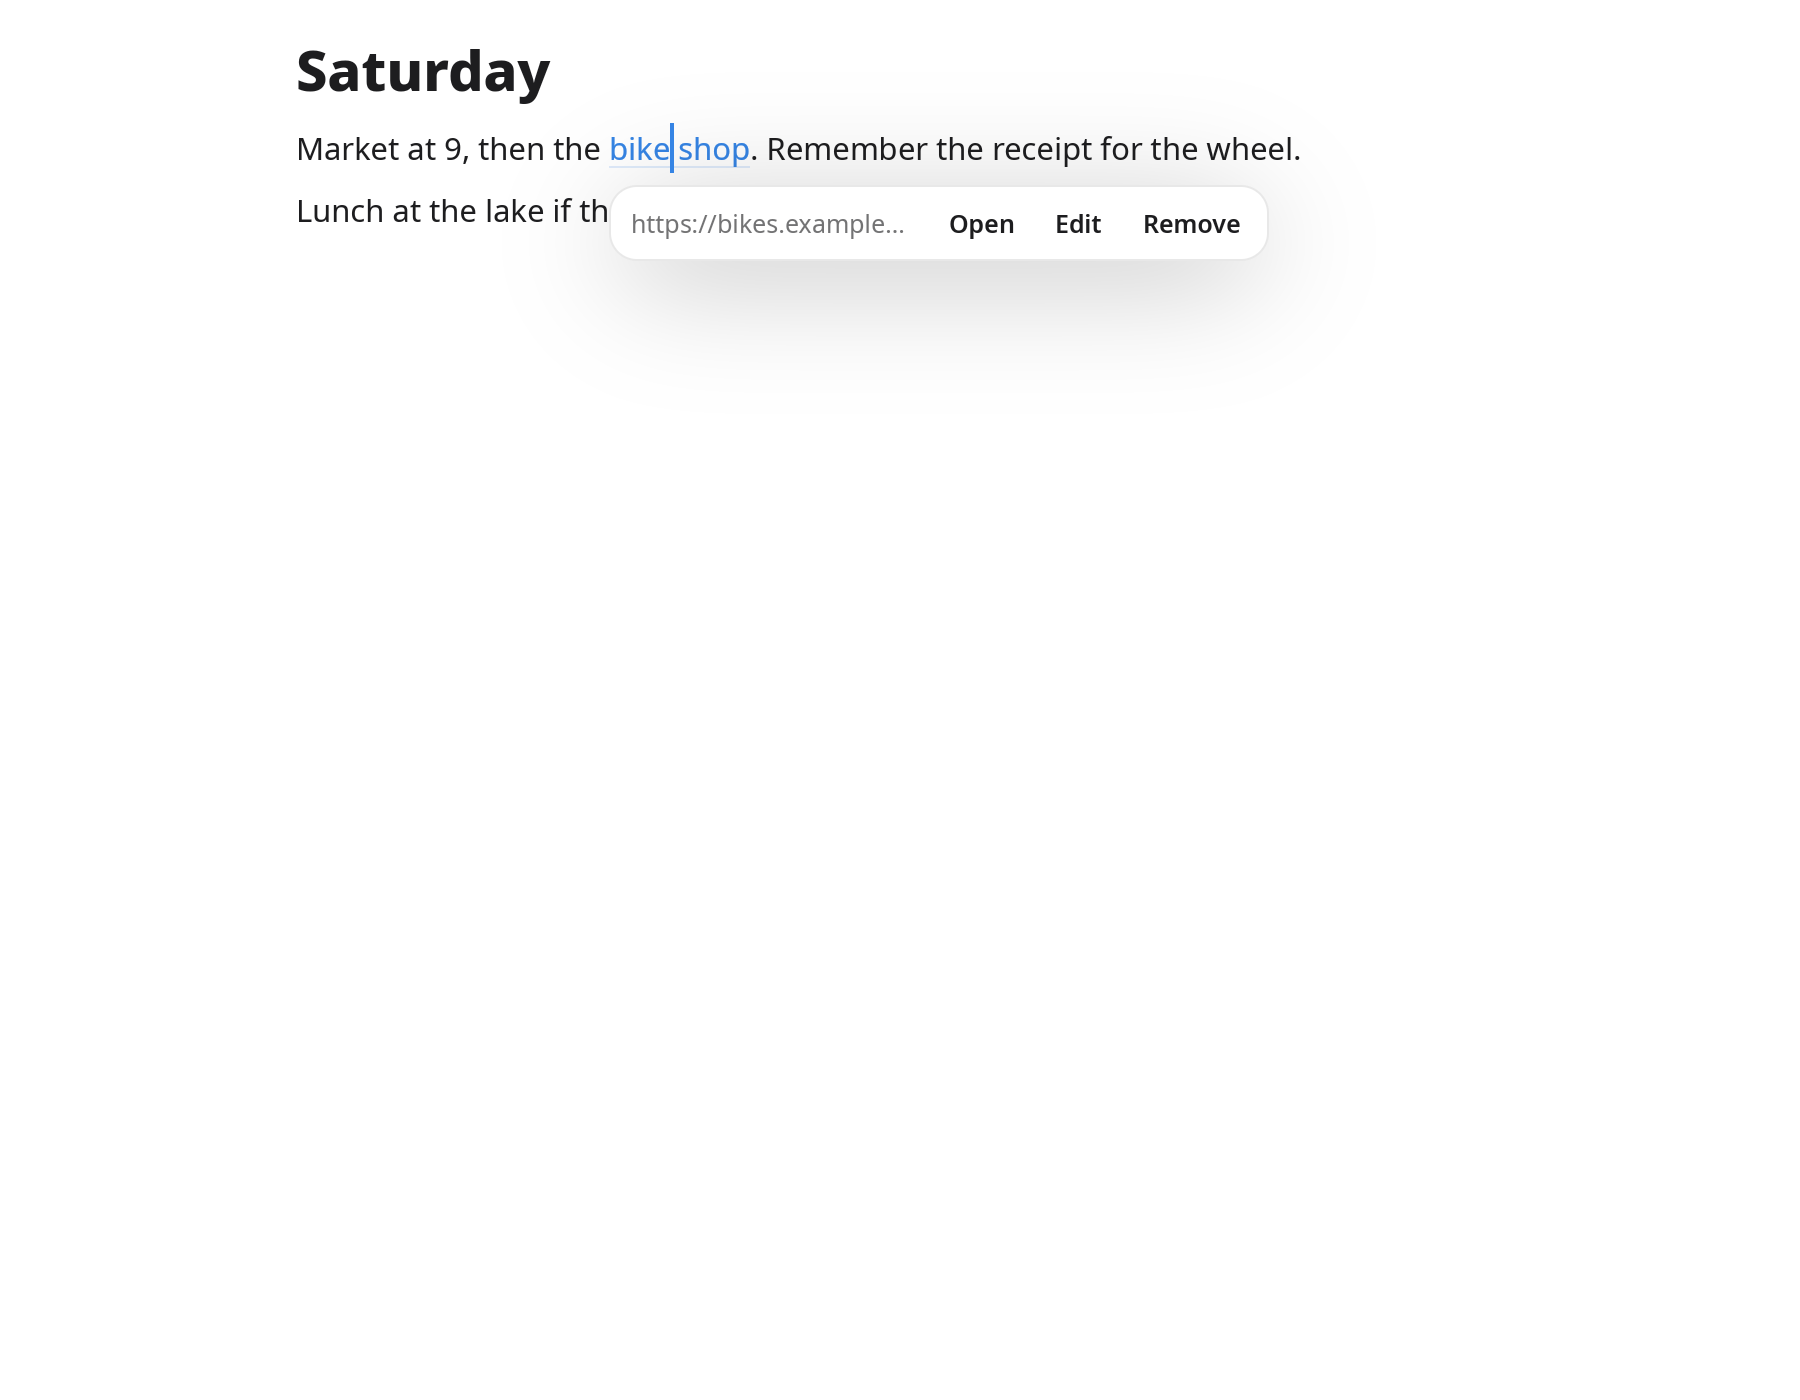 Saturday
Market at 9, then the bike shop. Remember the receipt for the wheel.
Lunch at the lake if th
https://bikes.example… Open Edit Remove